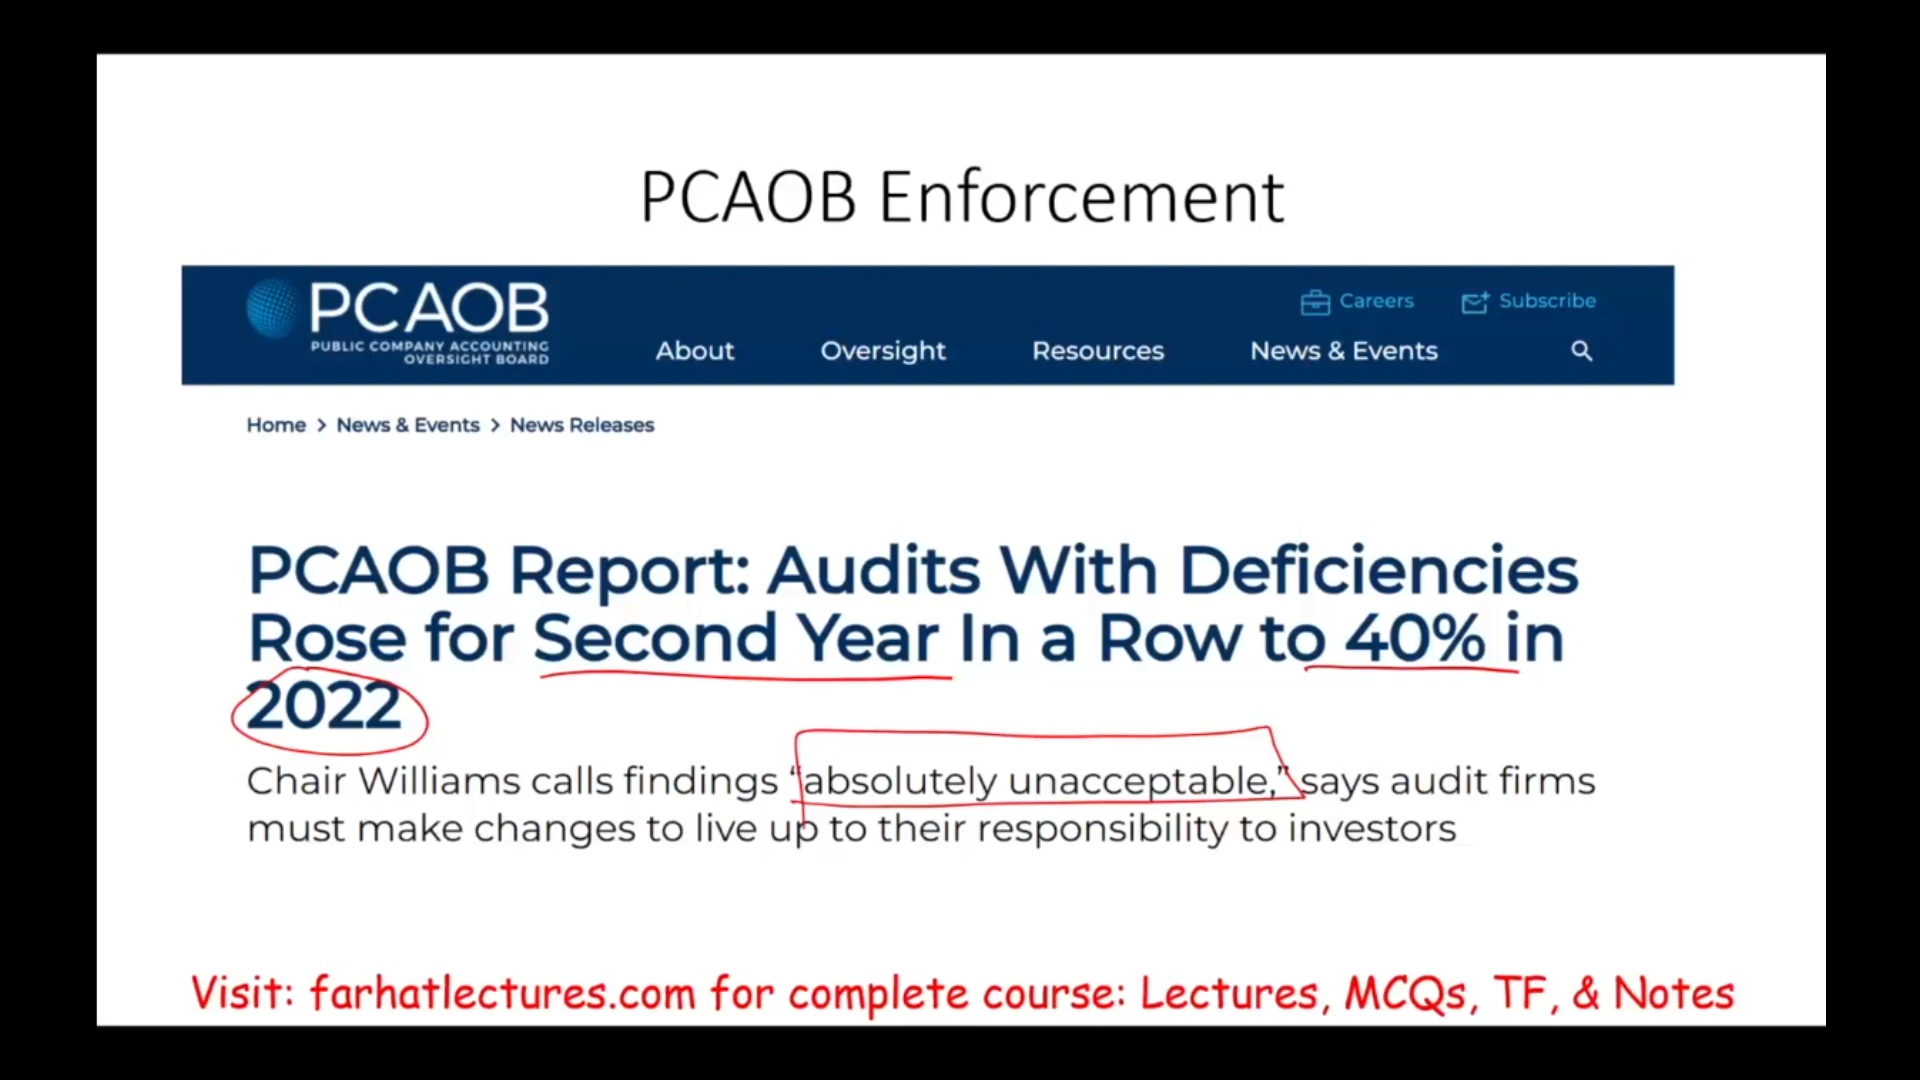 PCAOB Enforcement
PCAOB
PUBLIC COMPANY ACCOUNTING
OVERSIGHT BOARD
Careers
Subscribe
About
Oversight
Resources
News & Events
Home > News & Events > News Releases
PCAOB Report: Audits With Deficiencies
Rose for Second Year In a Row to 40% in
2022
Chair Williams calls findings “absolutely unacceptable,” says audit firms
must make changes to live up to their responsibility to investors
Visit: farhatlectures.com for complete course: Lectures, MCQs, TF, & Notes